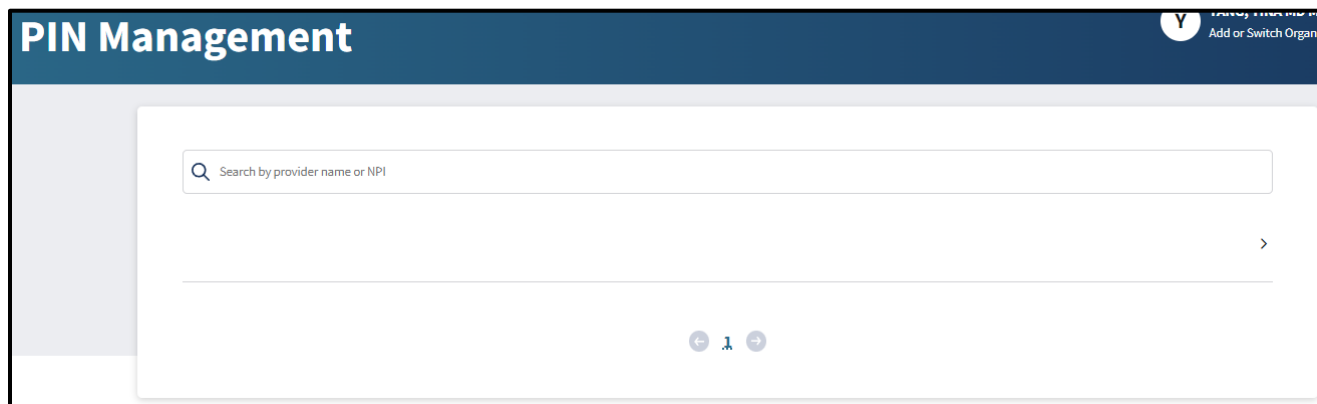 PIN Management
Y
Add or Switch Organ
Search by provider name or NPI
1